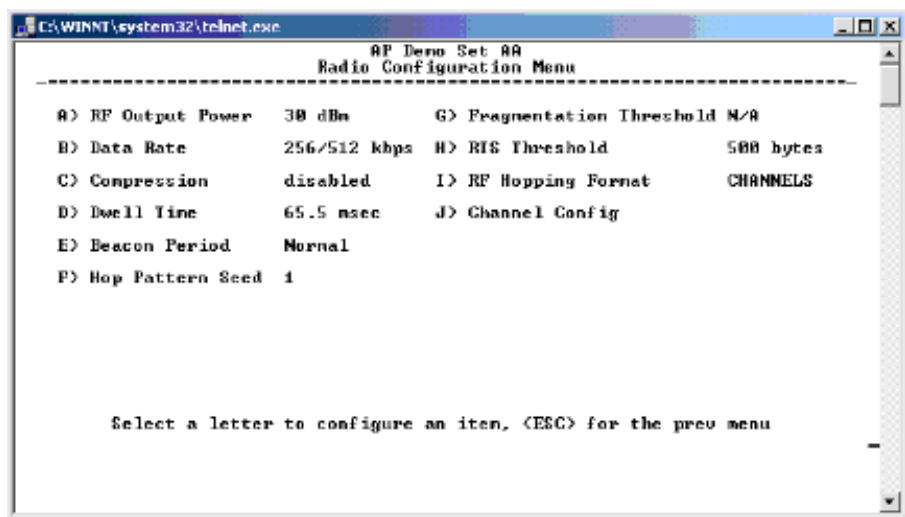 C:\WINNT\system32\telnet.exe
AP Demo Set AA
Radio Configuration Menu
A) RF Output Power 30 dBm G) Fragmentation Threshold N/A
B) Data Rate 256/512 kbps H) RTS Threshold 500 bytes
C) Compression disabled I) RF Hopping Format CHANNELS
D) Dwell Time 65.5 msec J) Channel Config
E) Beacon Period Normal
F) Hop Pattern Seed 1
Select a letter to configure an item, <ESC> for the prev menu